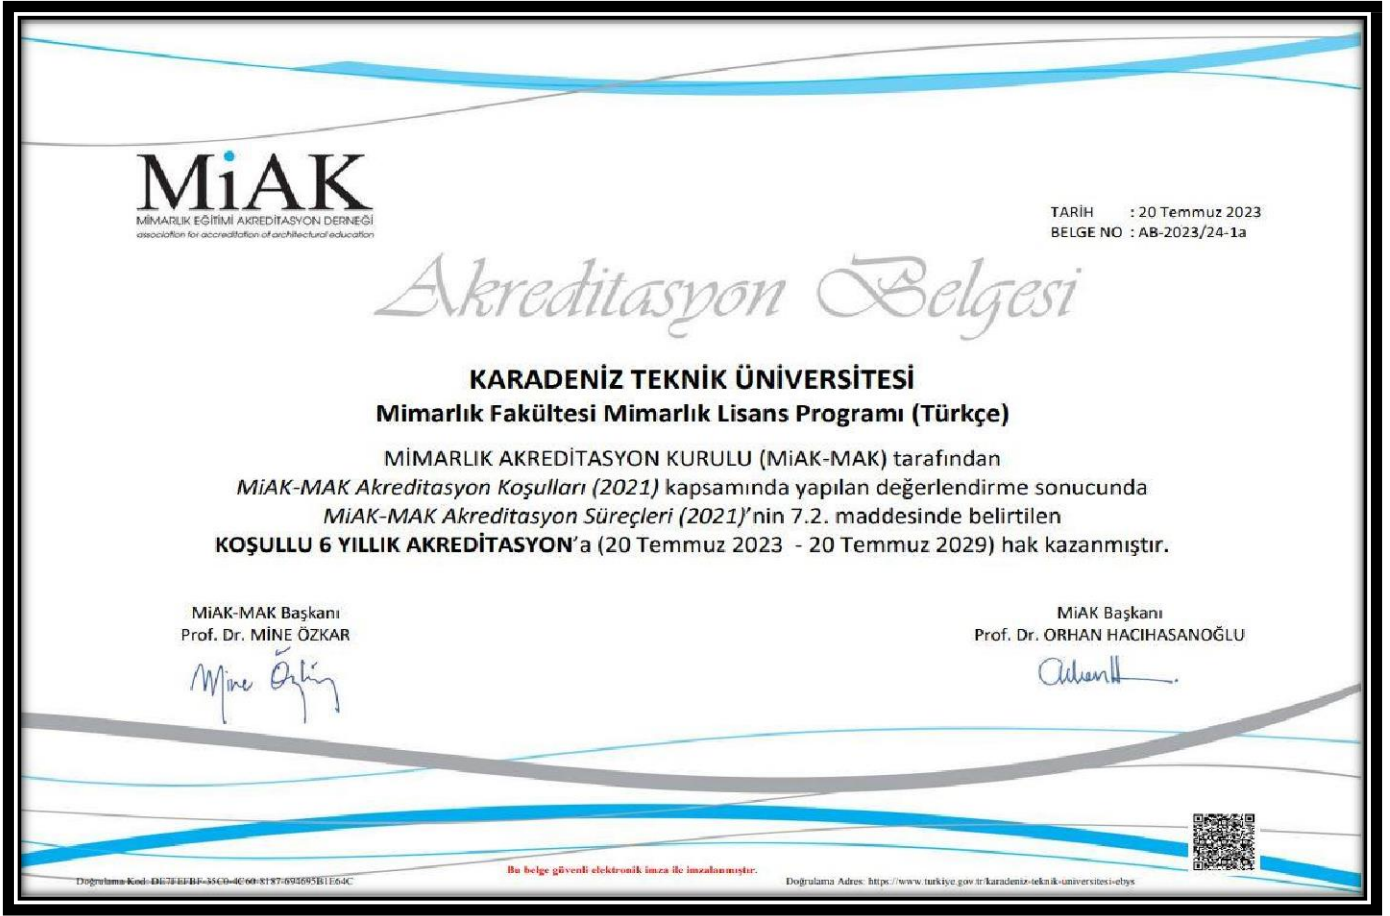 MiAK
MİMARLIK EĞİTİMİ AKREDİTASYON DERNEĞİ
association for accreditation of architectural education
TARİH : 20 Temmuz 2023
BELGE NO : AB-2023/24-1a
Akreditasyon Belgesi
KARADENİZ TEKNİK ÜNİVERSİTESİ
Mimarlık Fakültesi Mimarlık Lisans Programı (Türkçe)
MİMARLIK AKREDİTASYON KURULU (MiAK-MAK) tarafından
MiAK-MAK Akreditasyon Koşulları (2021) kapsamında yapılan değerlendirme sonucunda
MiAK-MAK Akreditasyon Süreçleri (2021)’nin 7.2. maddesinde belirtilen
KOŞULLU 6 YILLIK AKREDİTASYON’a (20 Temmuz 2023 - 20 Temmuz 2029) hak kazanmıştır.
MiAK-MAK Başkanı
Prof. Dr. MİNE ÖZKAR
Mine Özkar
MiAK Başkanı
Prof. Dr. ORHAN HACIHASANOĞLU
Bu belge güvenli elektronik imza ile imzalanmıştır.
Doğrulama Kod:
Doğrulama Adres: https://www.turkiye.gov.tr/karadeniz-teknik-universitesi-ebys